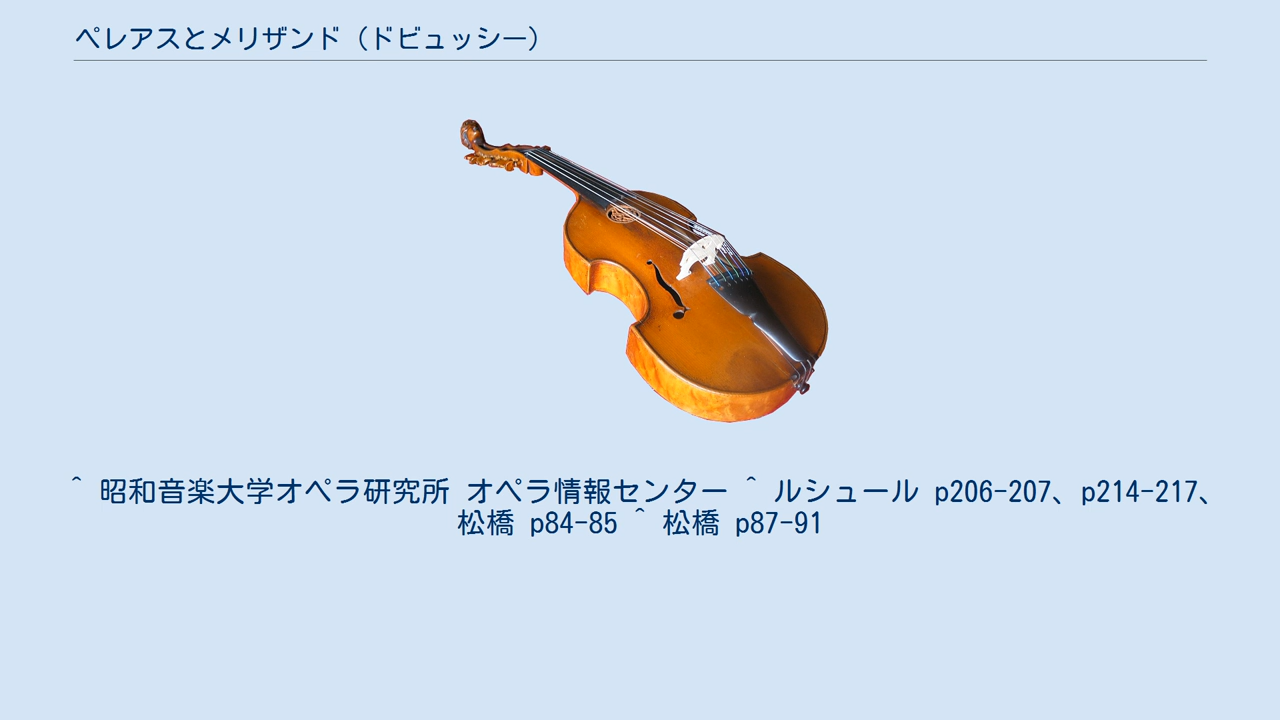 ペレアスとメリザンド（ドビュッシー）
^ 昭和音楽大学オペラ研究所 オペラ情報センター ^ ルシュール p206-207、p214-217、
松橋 p84-85 ^ 松橋 p87-91